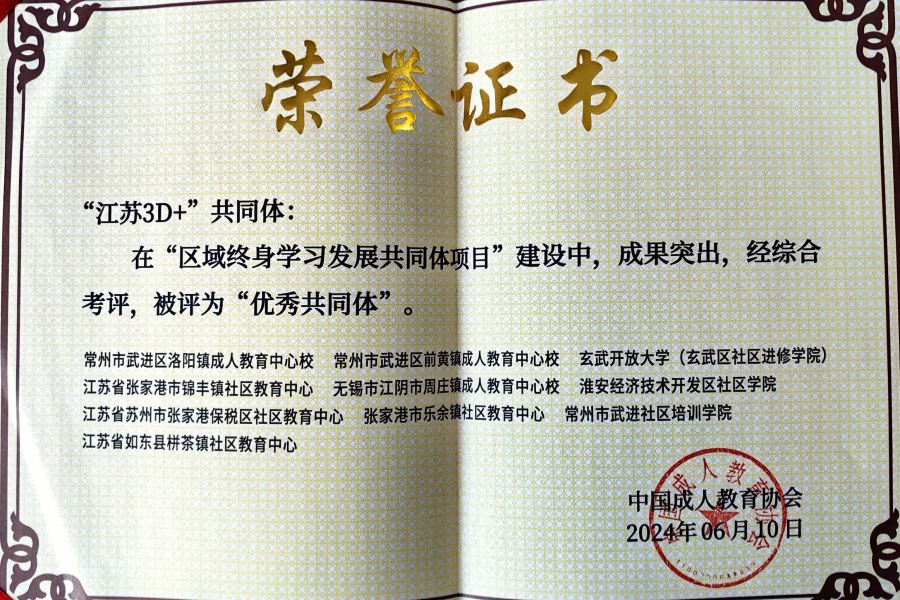 荣誉证书
“江苏3D+”共同体：
在“区域终身学习发展共同体项目”建设中，成果突出，经综合
考评，被评为“优秀共同体”。
常州市武进区洛阳镇成人教育中心校 常州市武进区前黄镇成人教育中心校 玄武开放大学（玄武区社区进修学院）
江苏省张家港市锦丰镇社区教育中心 无锡市江阴市周庄镇成人教育中心校 淮安经济技术开发区社区学院
江苏省苏州市张家港保税区社区教育中心 张家港市乐余镇社区教育中心 常州市武进社区培训学院
江苏省如东县栟茶镇社区教育中心
中国成人教育协会
中国成人教育协会
2024年06月10日